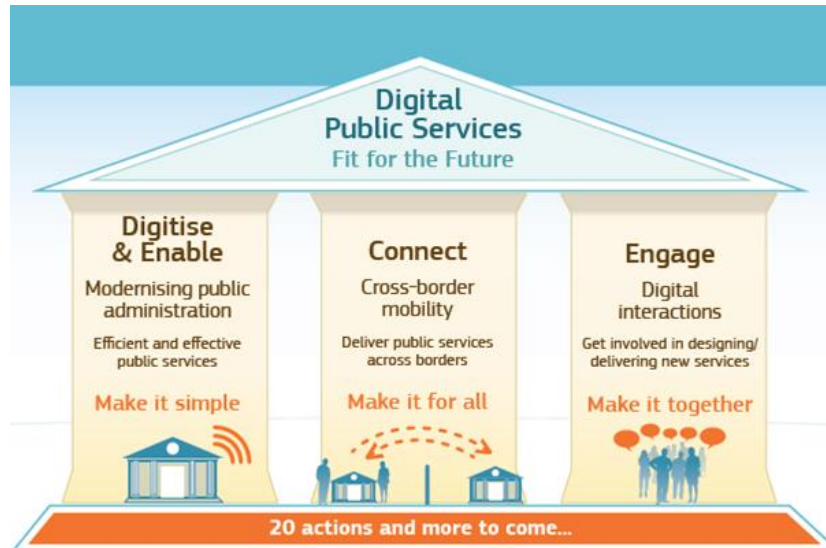 Digital
Public Services
Fit for the Future
Digitise
& Enable
Modernising public
administration
Efficient and effective
public services
Make it simple
Connect
Cross-border
mobility
Deliver public services
across borders
Make it for all
Engage
Digital
interactions
Get involved in designing/
delivering new services
Make it together
20 actions and more to come...